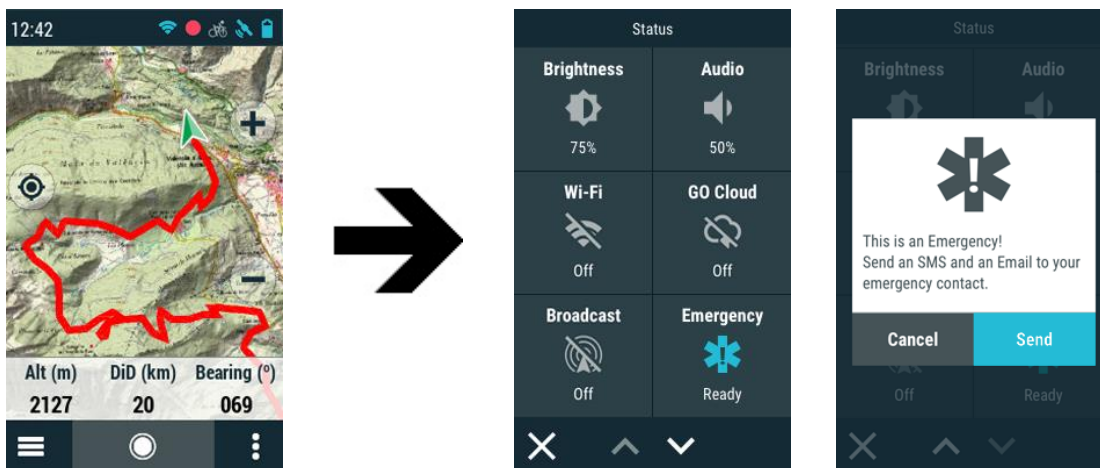 12:42
Alt (m) DiD (km) Bearing (º)
2127 20 069
Status
Brightness Audio
75% 50%
Wi-Fi GO Cloud
Off Off
Broadcast Emergency
Off Ready
Status
Brightness Audio
This is an Emergency!
Send an SMS and an Email to your
emergency contact.
Cancel Send
Off Ready